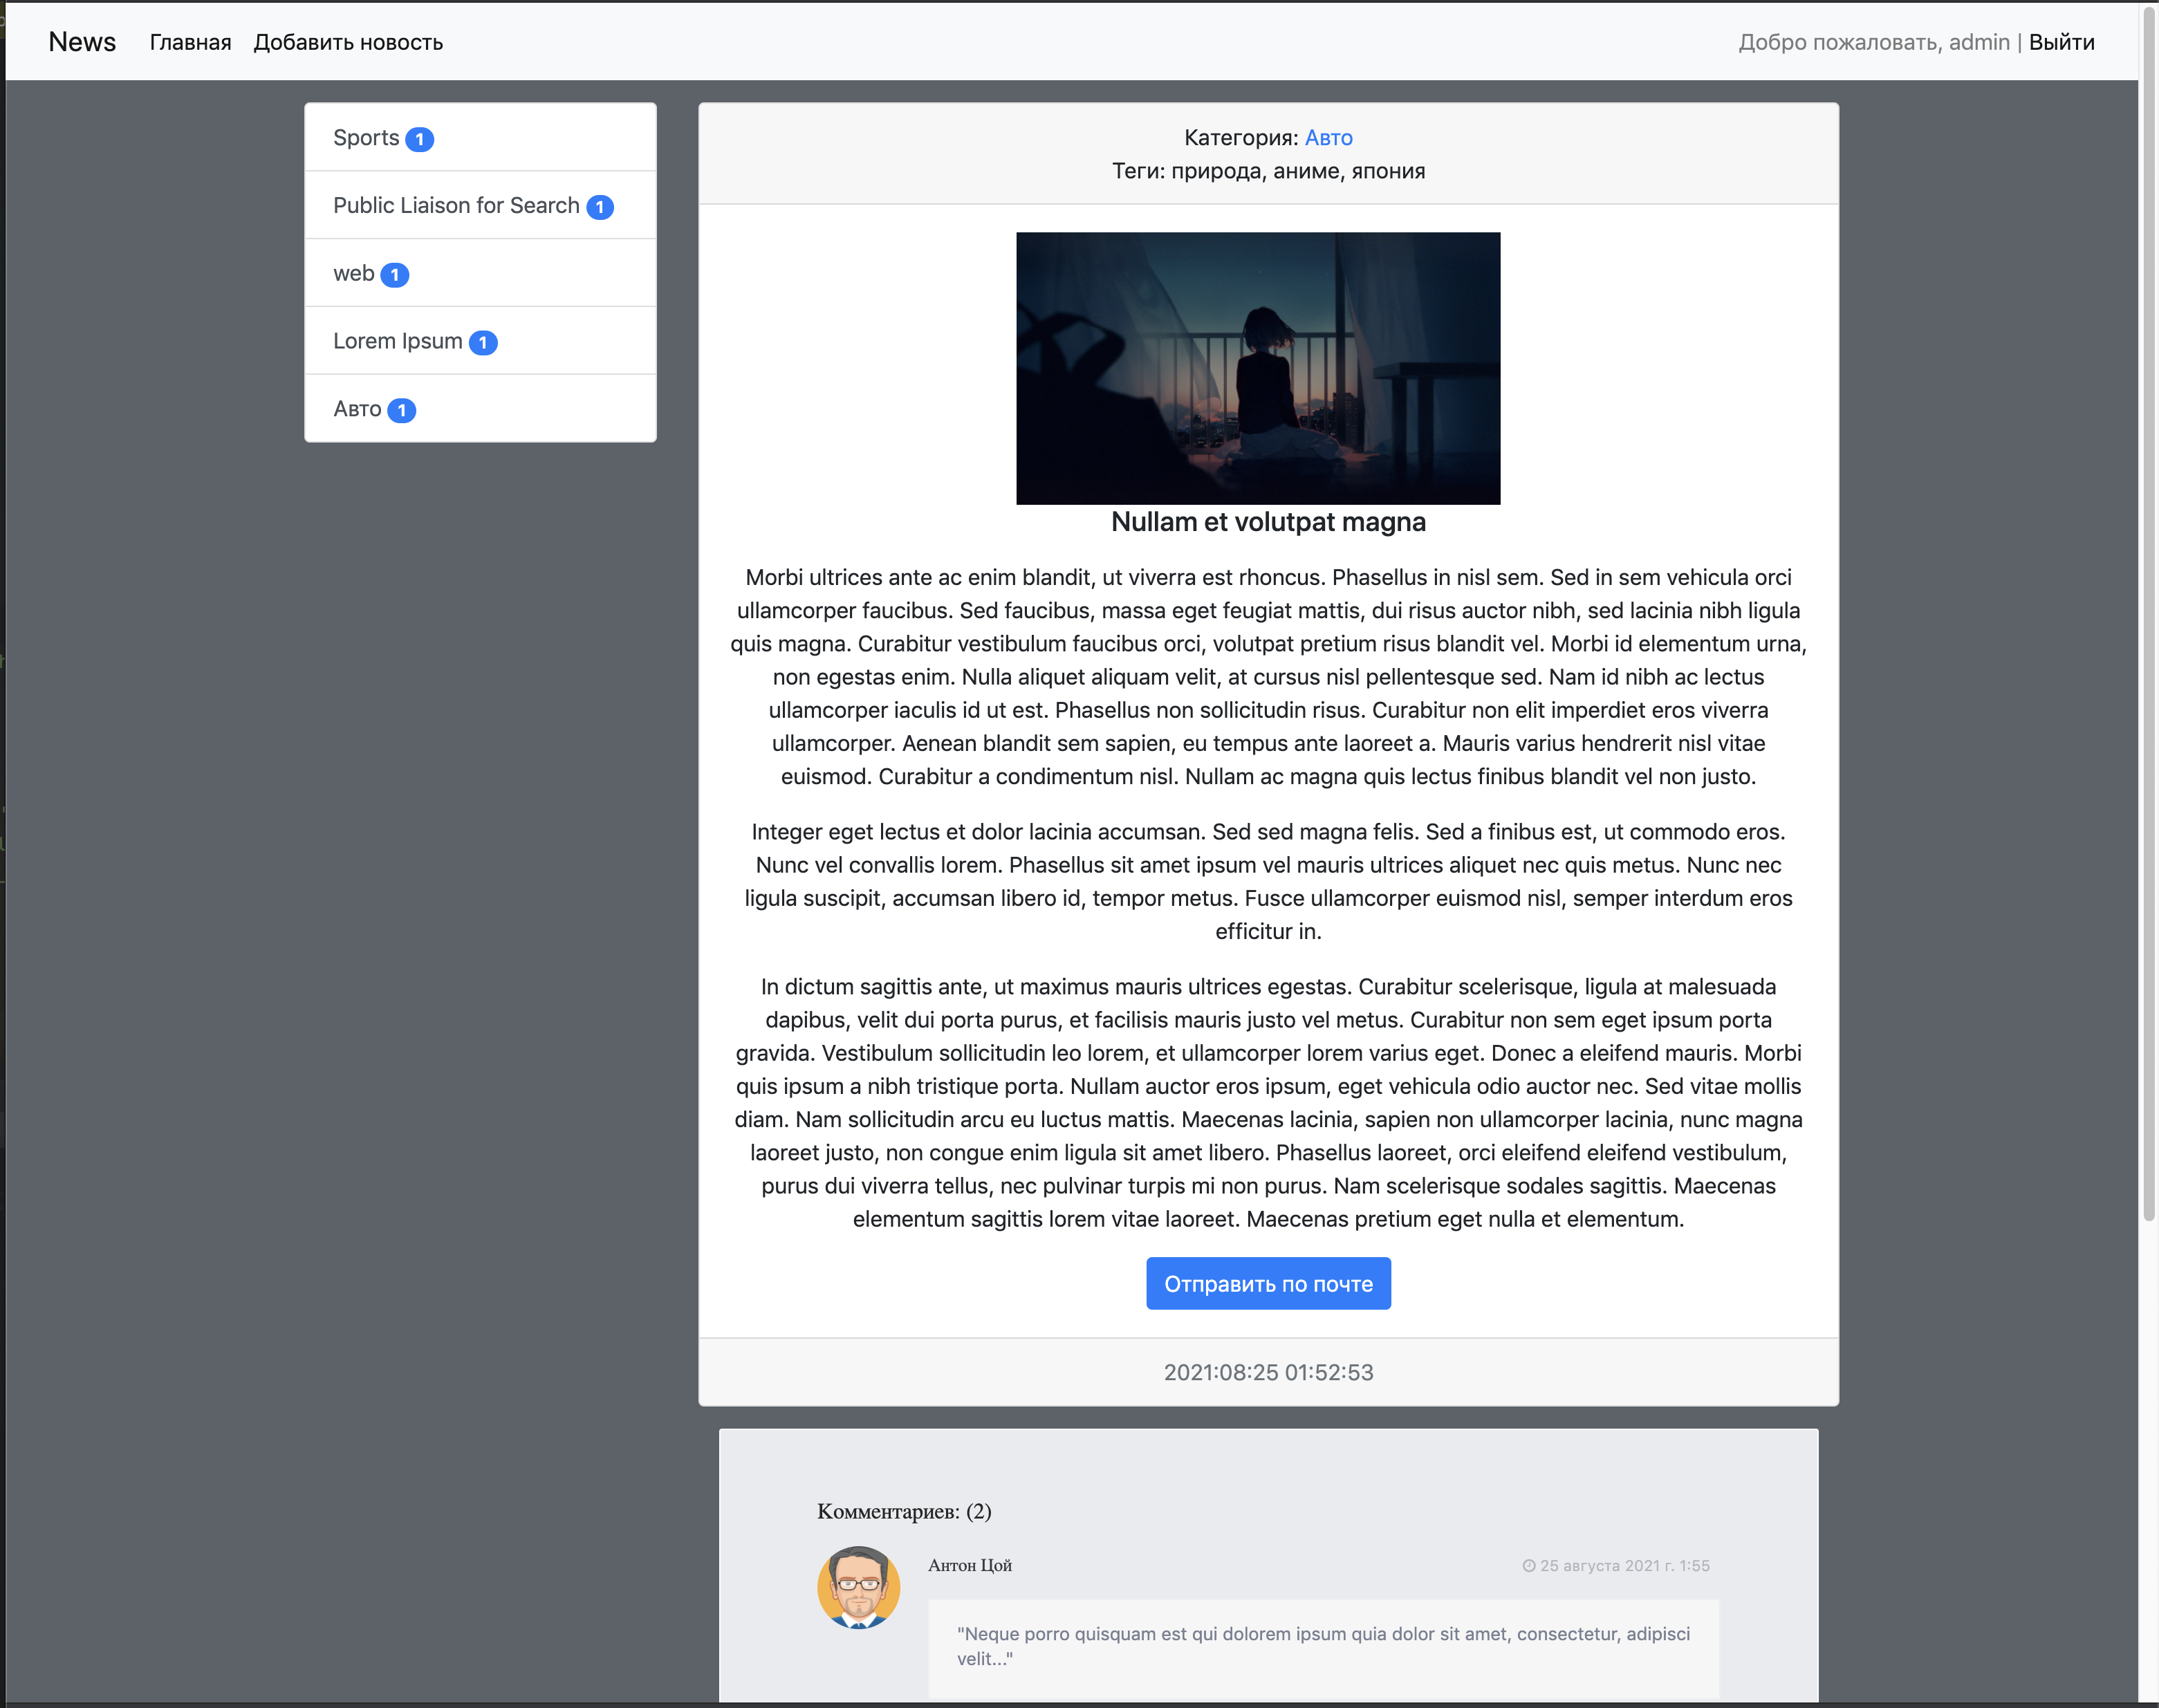 News Главная Добавить новость Добро пожаловать, admin | Выйти
Sports 1
Public Liaison for Search 1
web 1
Lorem Ipsum 1
Авто 1
Категория: Авто
Теги: природа, аниме, япония
Nullam et volutpat magna
Morbi ultrices ante ac enim blandit, ut viverra est rhoncus. Phasellus in nisl sem. Sed in sem vehicula orci
ullamcorper faucibus. Sed faucibus, massa eget feugiat mattis, dui risus auctor nibh, sed lacinia nibh ligula
quis magna. Curabitur vestibulum faucibus orci, volutpat pretium risus blandit vel. Morbi id elementum urna,
non egestas enim. Nulla aliquet aliquam velit, at cursus nisl pellentesque sed. Nam id nibh ac lectus
ullamcorper iaculis id ut est. Phasellus non sollicitudin risus. Curabitur non elit imperdiet eros viverra
ullamcorper. Aenean blandit sem sapien, eu tempus ante laoreet a. Mauris varius hendrerit nisl vitae
euismod. Curabitur a condimentum nisl. Nullam ac magna quis lectus finibus blandit vel non justo.
Integer eget lectus et dolor lacinia accumsan. Sed sed magna felis. Sed a finibus est, ut commodo eros.
Nunc vel convallis lorem. Phasellus sit amet ipsum vel mauris ultrices aliquet nec quis metus. Nunc nec
ligula suscipit, accumsan libero id, tempor metus. Fusce ullamcorper euismod nisl, semper interdum eros
efficitur in.
In dictum sagittis ante, ut maximus mauris ultrices egestas. Curabitur scelerisque, ligula at malesuada
dapibus, velit dui porta purus, et facilisis mauris justo vel metus. Curabitur non sem eget ipsum porta
gravida. Vestibulum sollicitudin leo lorem, et ullamcorper lorem varius eget. Donec a eleifend mauris. Morbi
quis ipsum a nibh tristique porta. Nullam auctor eros ipsum, eget vehicula odio auctor nec. Sed vitae mollis
diam. Nam sollicitudin arcu eu luctus mattis. Maecenas lacinia, sapien non ullamcorper lacinia, nunc magna
laoreet justo, non congue enim ligula sit amet libero. Phasellus laoreet, orci eleifend eleifend vestibulum,
purus dui viverra tellus, nec pulvinar turpis mi non purus. Nam scelerisque sodales sagittis. Maecenas
elementum sagittis lorem vitae laoreet. Maecenas pretium eget nulla et elementum.
Отправить по почте
2021:08:25 01:52:53
Комментариев: (2)
Антон Цой 25 августа 2021 г. 1:55
"Neque porro quisquam est qui dolorem ipsum quia dolor sit amet, consectetur, adipisci
velit..."